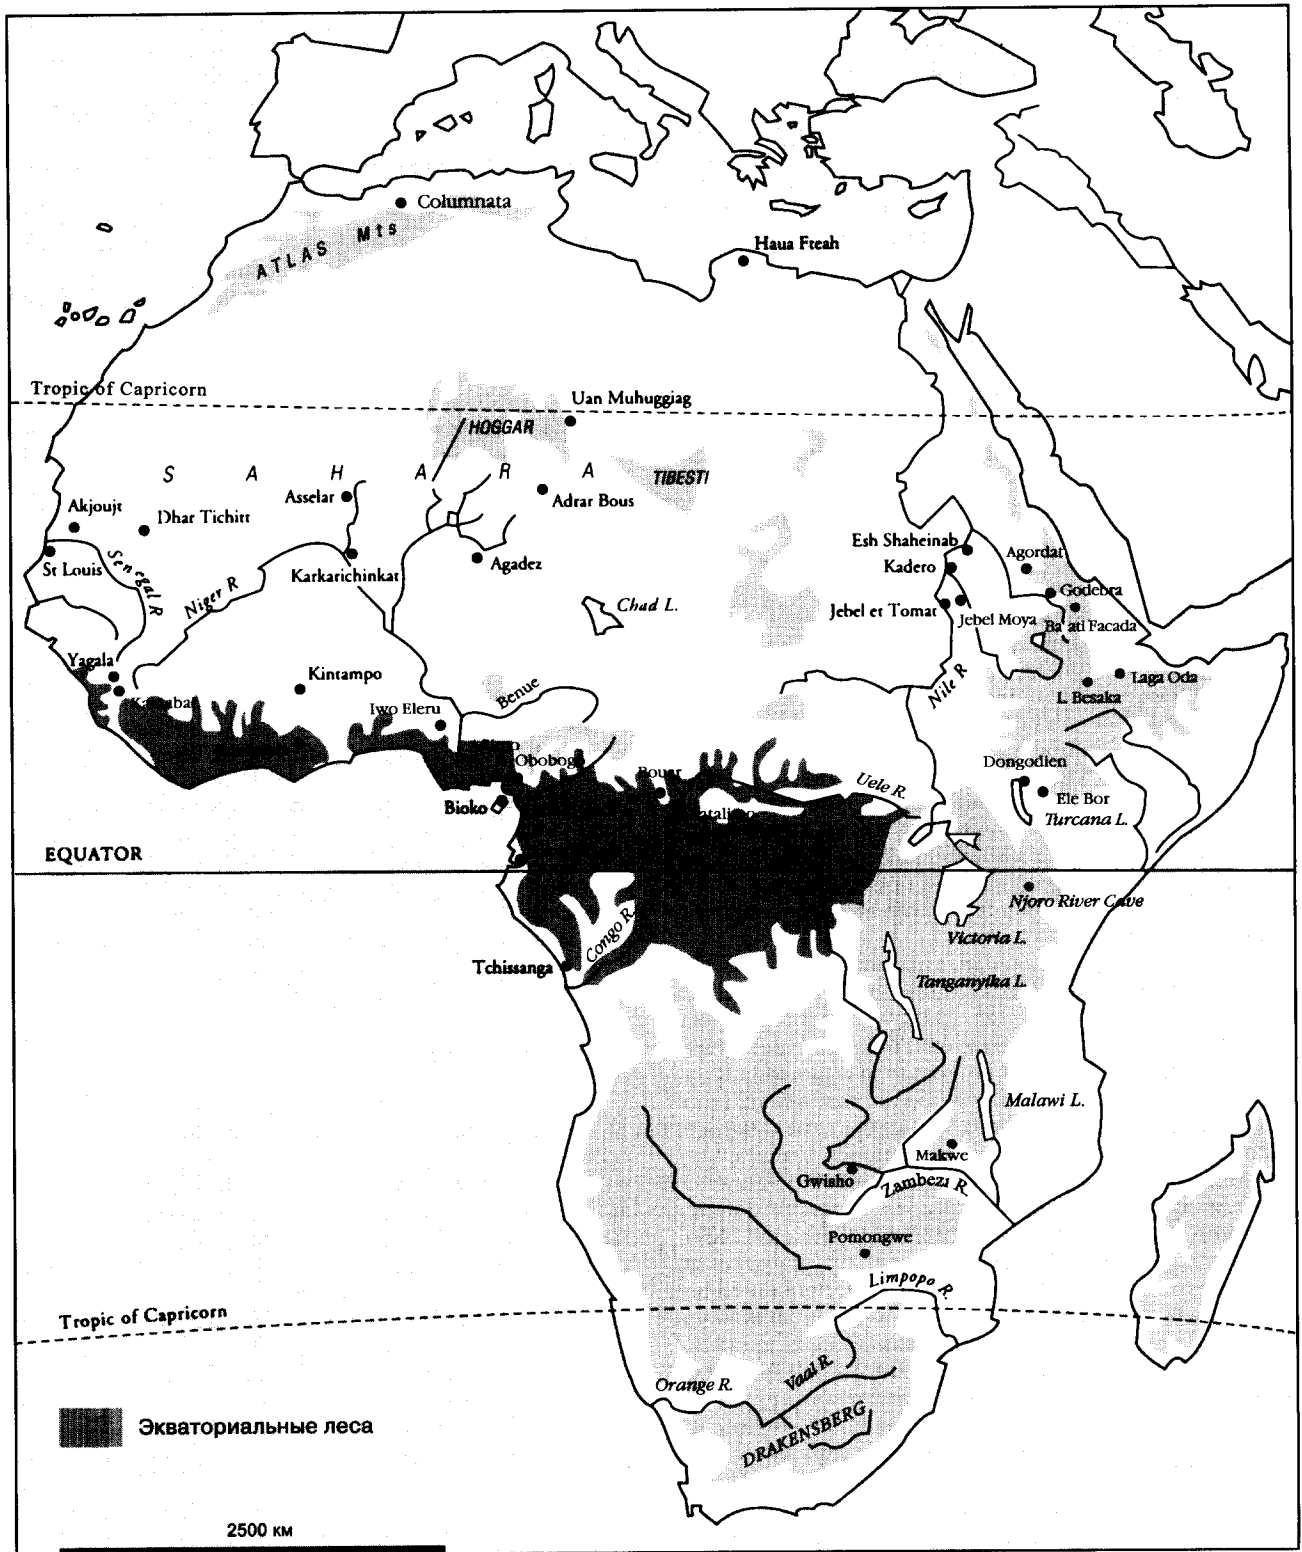 Columnata
ATLAS Mts
Haua Fteah
Tropic of Capricorn
Uan Muhuggiag
HOGGAR
S A H A R A
TIBESTI
Asselar
Adrar Bous
Akjoujt
Dhar Tichitt
Esh Shaheinab
Agordat
St Louis
Senegal R
Karkarichinkat
Agadez
Kadero
Niger R
Chad L.
Godebra
Jebel et Tomat
Jebel Moya
Ba'ati Facada
Yagala
Kintampo
Benue
Nile R
Laga Oda
L. Besaka
Iwo Eleru
Dongodien
Bioko
Uele R.
Ele Bor
Turcana L.
EQUATOR
Njoro River Cave
Congo R.
Victoria L.
Tchissanga
Tanganyika L.
Malawi L.
Makwe
Gwisho
Zambezi R.
Pomongwe
Limpopo R.
Tropic of Capricorn
Vaal R.
Orange R.
DRAKENSBERG
Экваториальные леса
2500 км